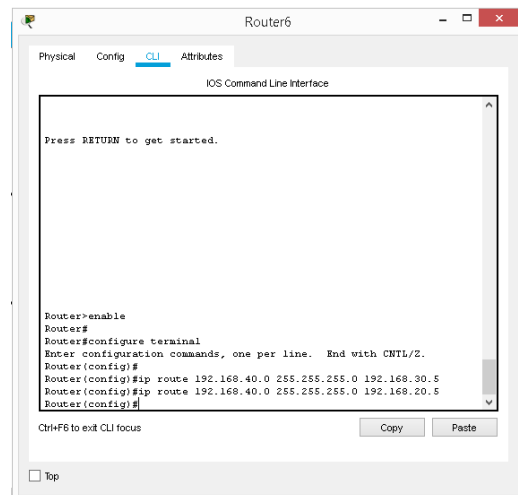 Router6
Physical Config CLI Attributes
IOS Command Line Interface
Press RETURN to get started.
Router>enable
Router#
Router#configure terminal
Enter configuration commands, one per line.  End with CNTL/Z.
Router(config)#
Router(config)#ip route 192.168.40.0 255.255.255.0 192.168.30.5
Router(config)#ip route 192.168.40.0 255.255.255.0 192.168.20.5
Router(config)#
Ctrl+F6 to exit CLI focus
Copy Paste
Top